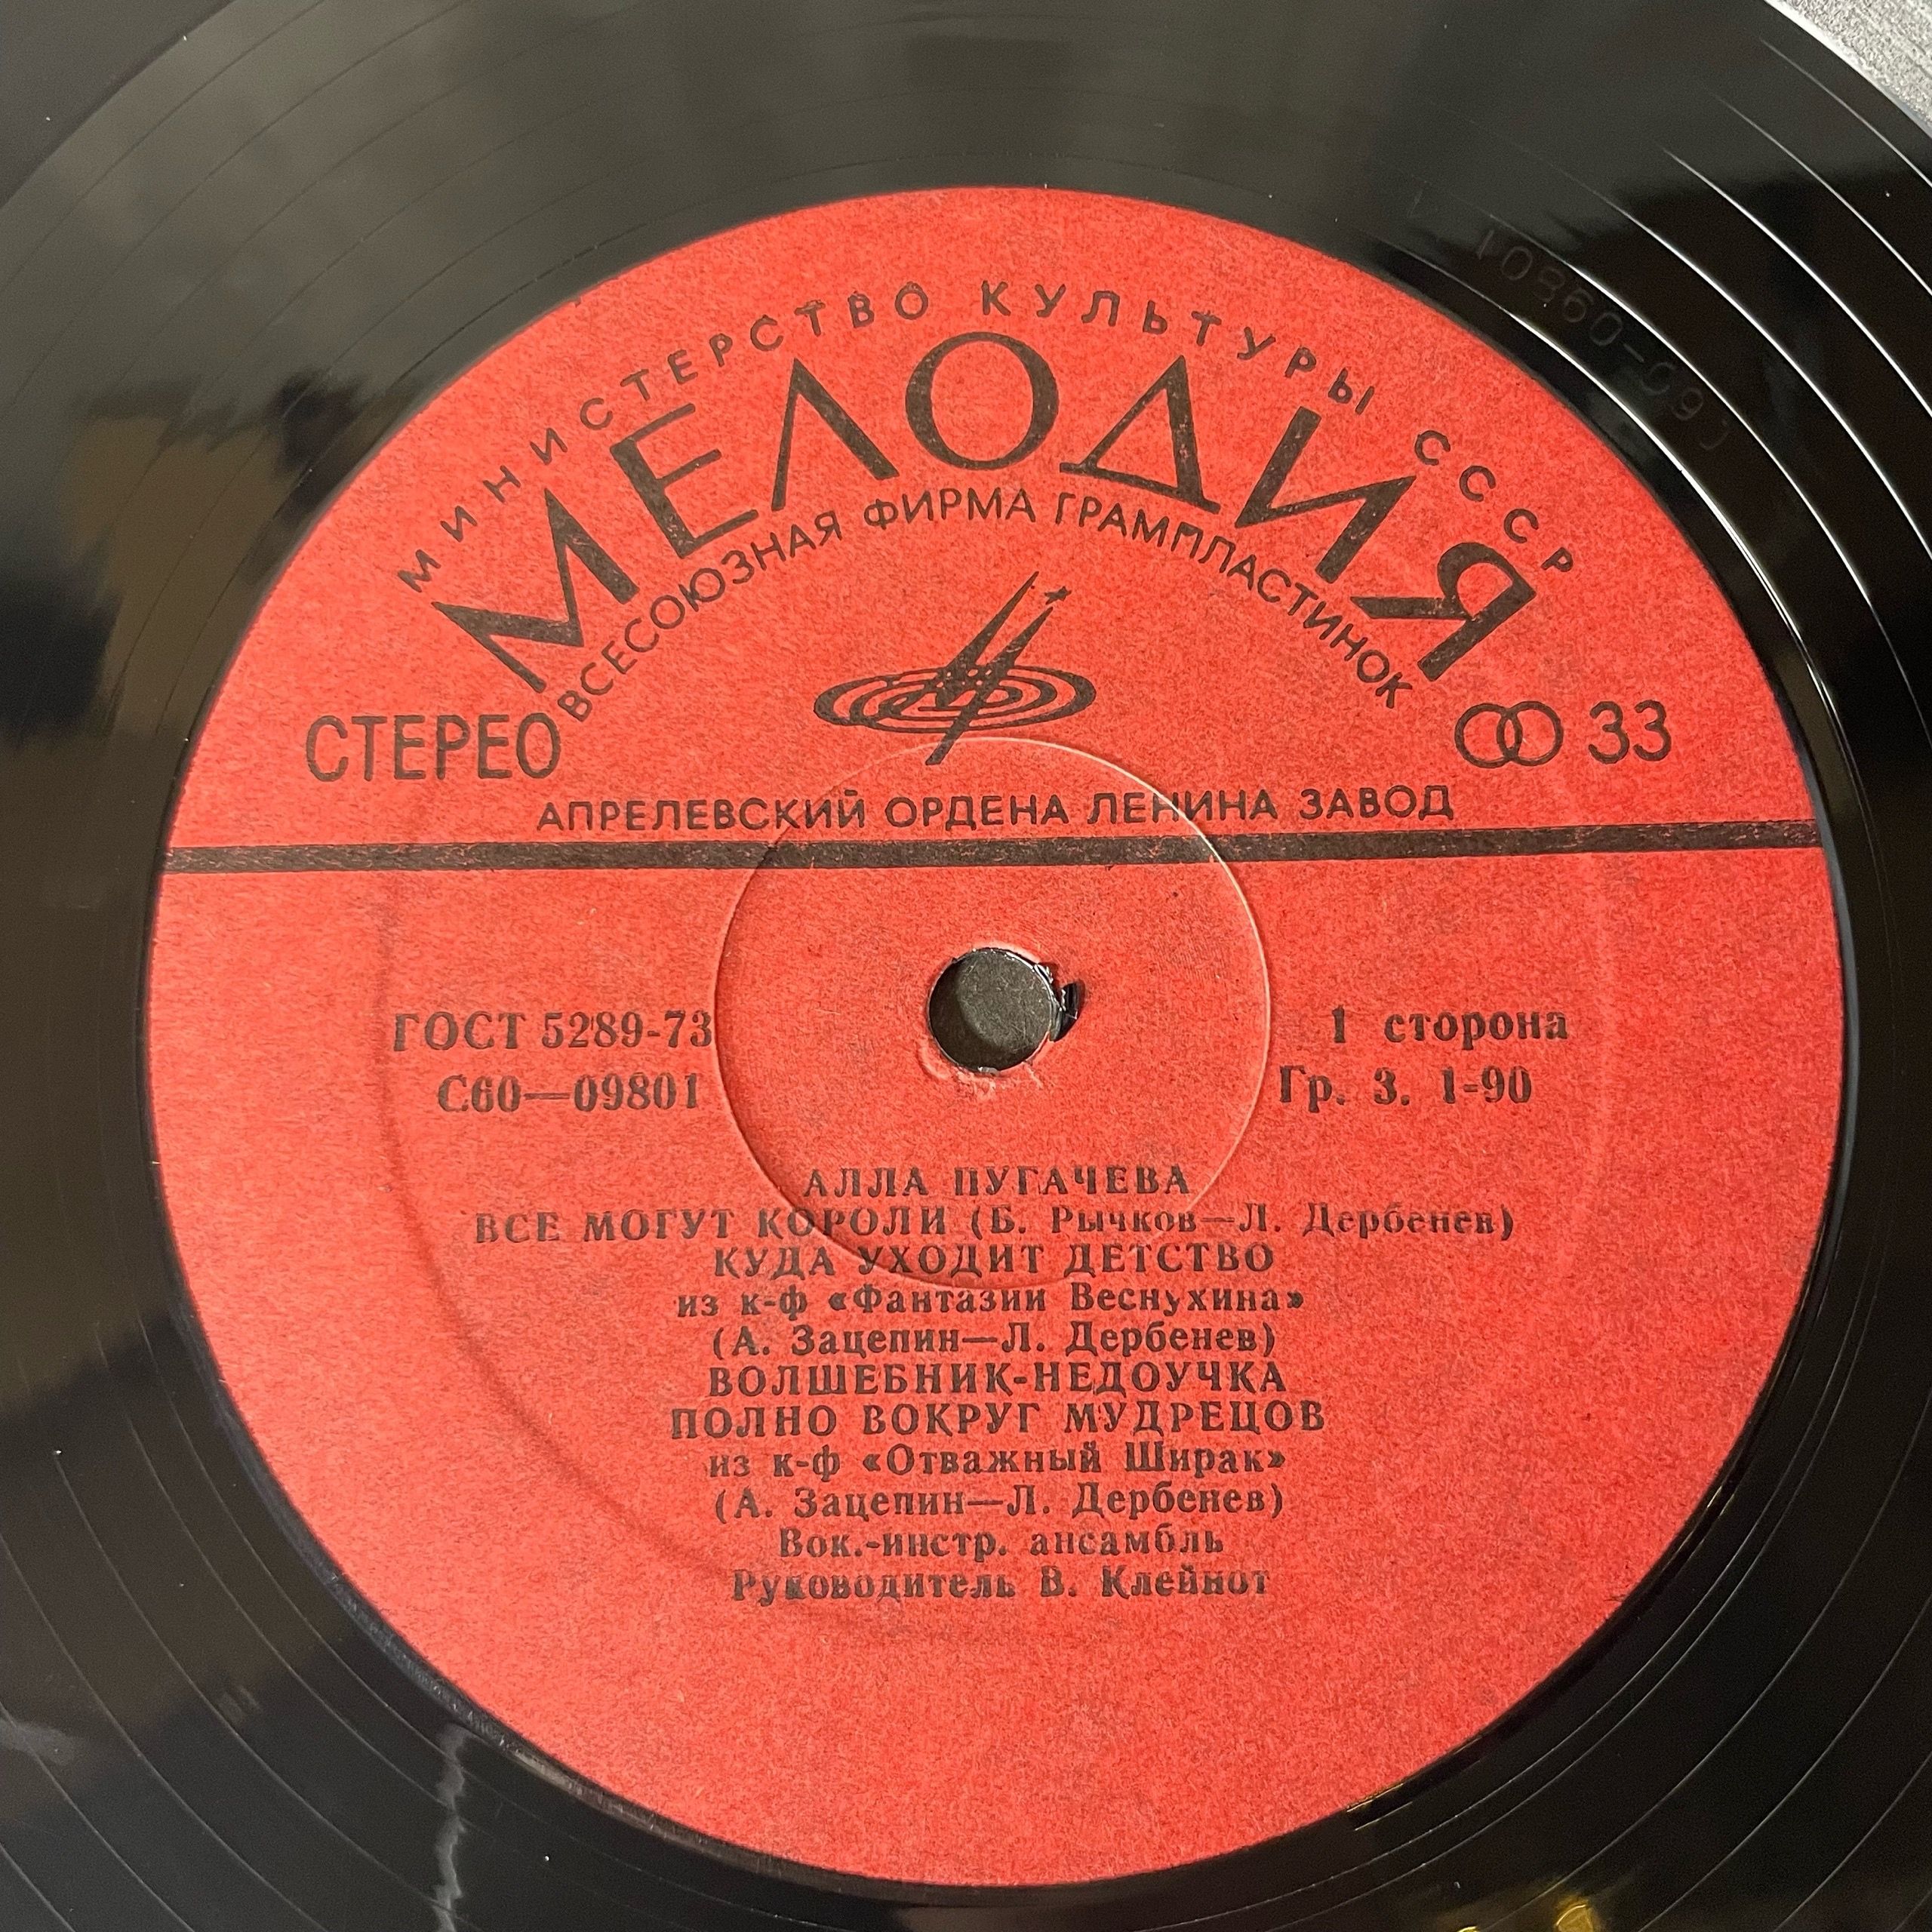 МИНИСТЕРСТВО КУЛЬТУРЫ СССР
МЕЛОДИЯ
ВСЕСОЮЗНАЯ ФИРМА ГРАМПЛАСТИНОК
СТЕРЕО
33
АПРЕЛЕВСКИЙ ОРДЕНА ЛЕНИНА ЗАВОД
ГОСТ 5289-73
1 сторона
С60—09801
Гр. 3. 1-90
АЛЛА ПУГАЧЕВА
ВСЕ МОГУТ КОРОЛИ (Б. Рычков—Л. Дербенев)
КУДА УХОДИТ ДЕТСТВО
из к-ф «Фантазии Веснухина»
(А. Зацепин—Л. Дербенев)
ВОЛШЕБНИК-НЕДОУЧКА
ПОЛНО ВОКРУГ МУДРЕЦОВ
из к-ф «Отважный Ширак»
(А. Зацепин—Л. Дербенев)
Вок.-инстр. ансамбль
Руководитель В. Клейнот